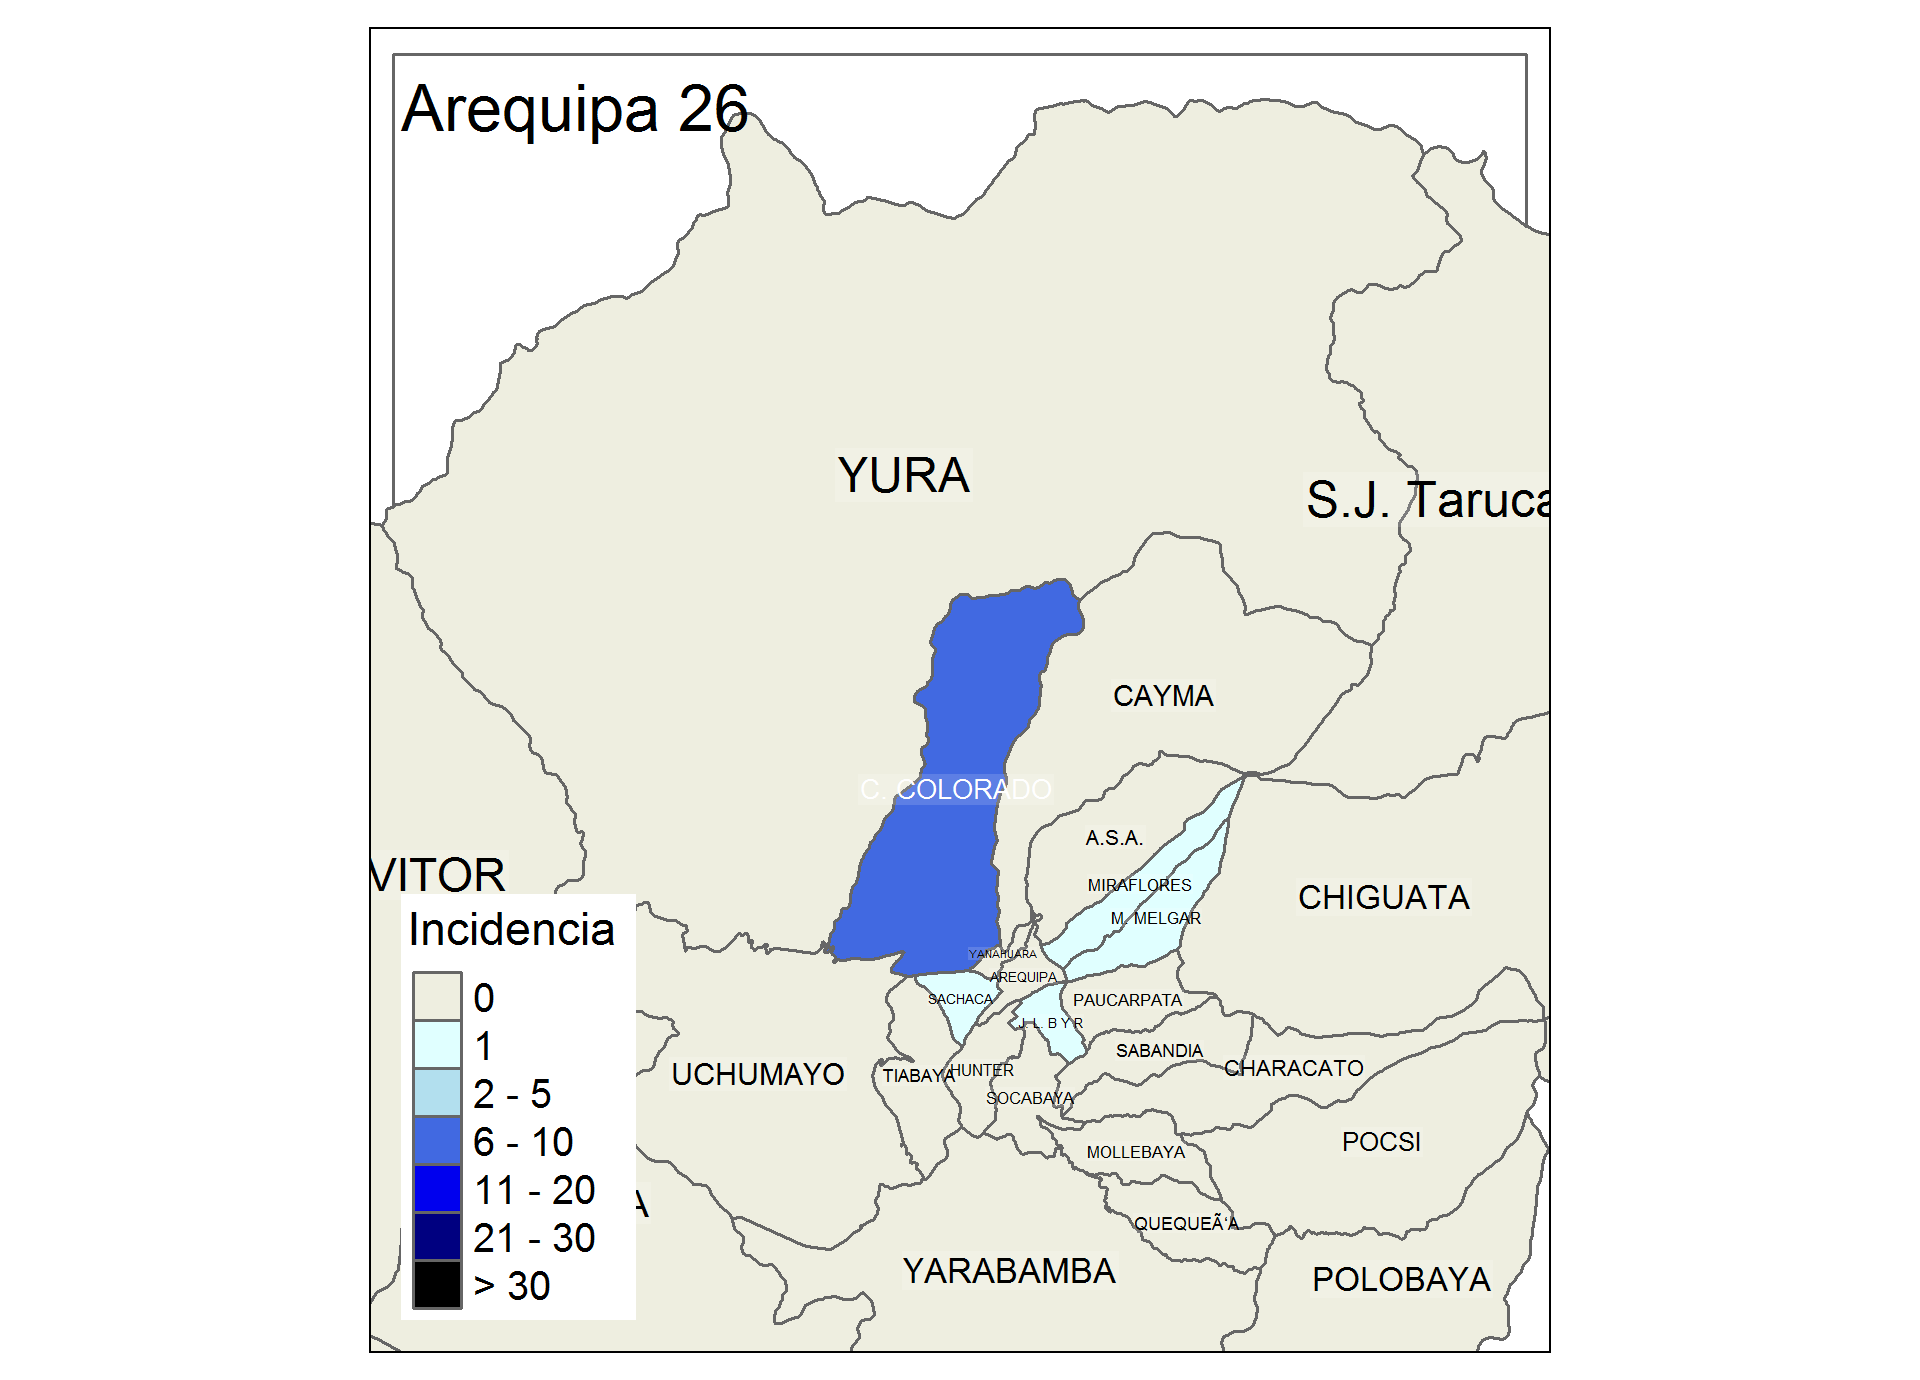 Arequipa 26
YURA
S.J. Taruca
CAYMA
C. COLORADO
A.S.A.
VITOR
MIRAFLORES
CHIGUATA
M. MELGAR
YANAHUARA
AREQUIPA
SACHACA
PAUCARPATA
J. L. B Y R
SABANDIA
CHARACATO
UCHUMAYO
TIABAYA
HUNTER
SOCABAYA
POCSI
MOLLEBAYA
A
QUEQUEÃ‘A
YARABAMBA
POLOBAYA
Incidencia
0
1
2 - 5
6 - 10
11 - 20
21 - 30
> 30